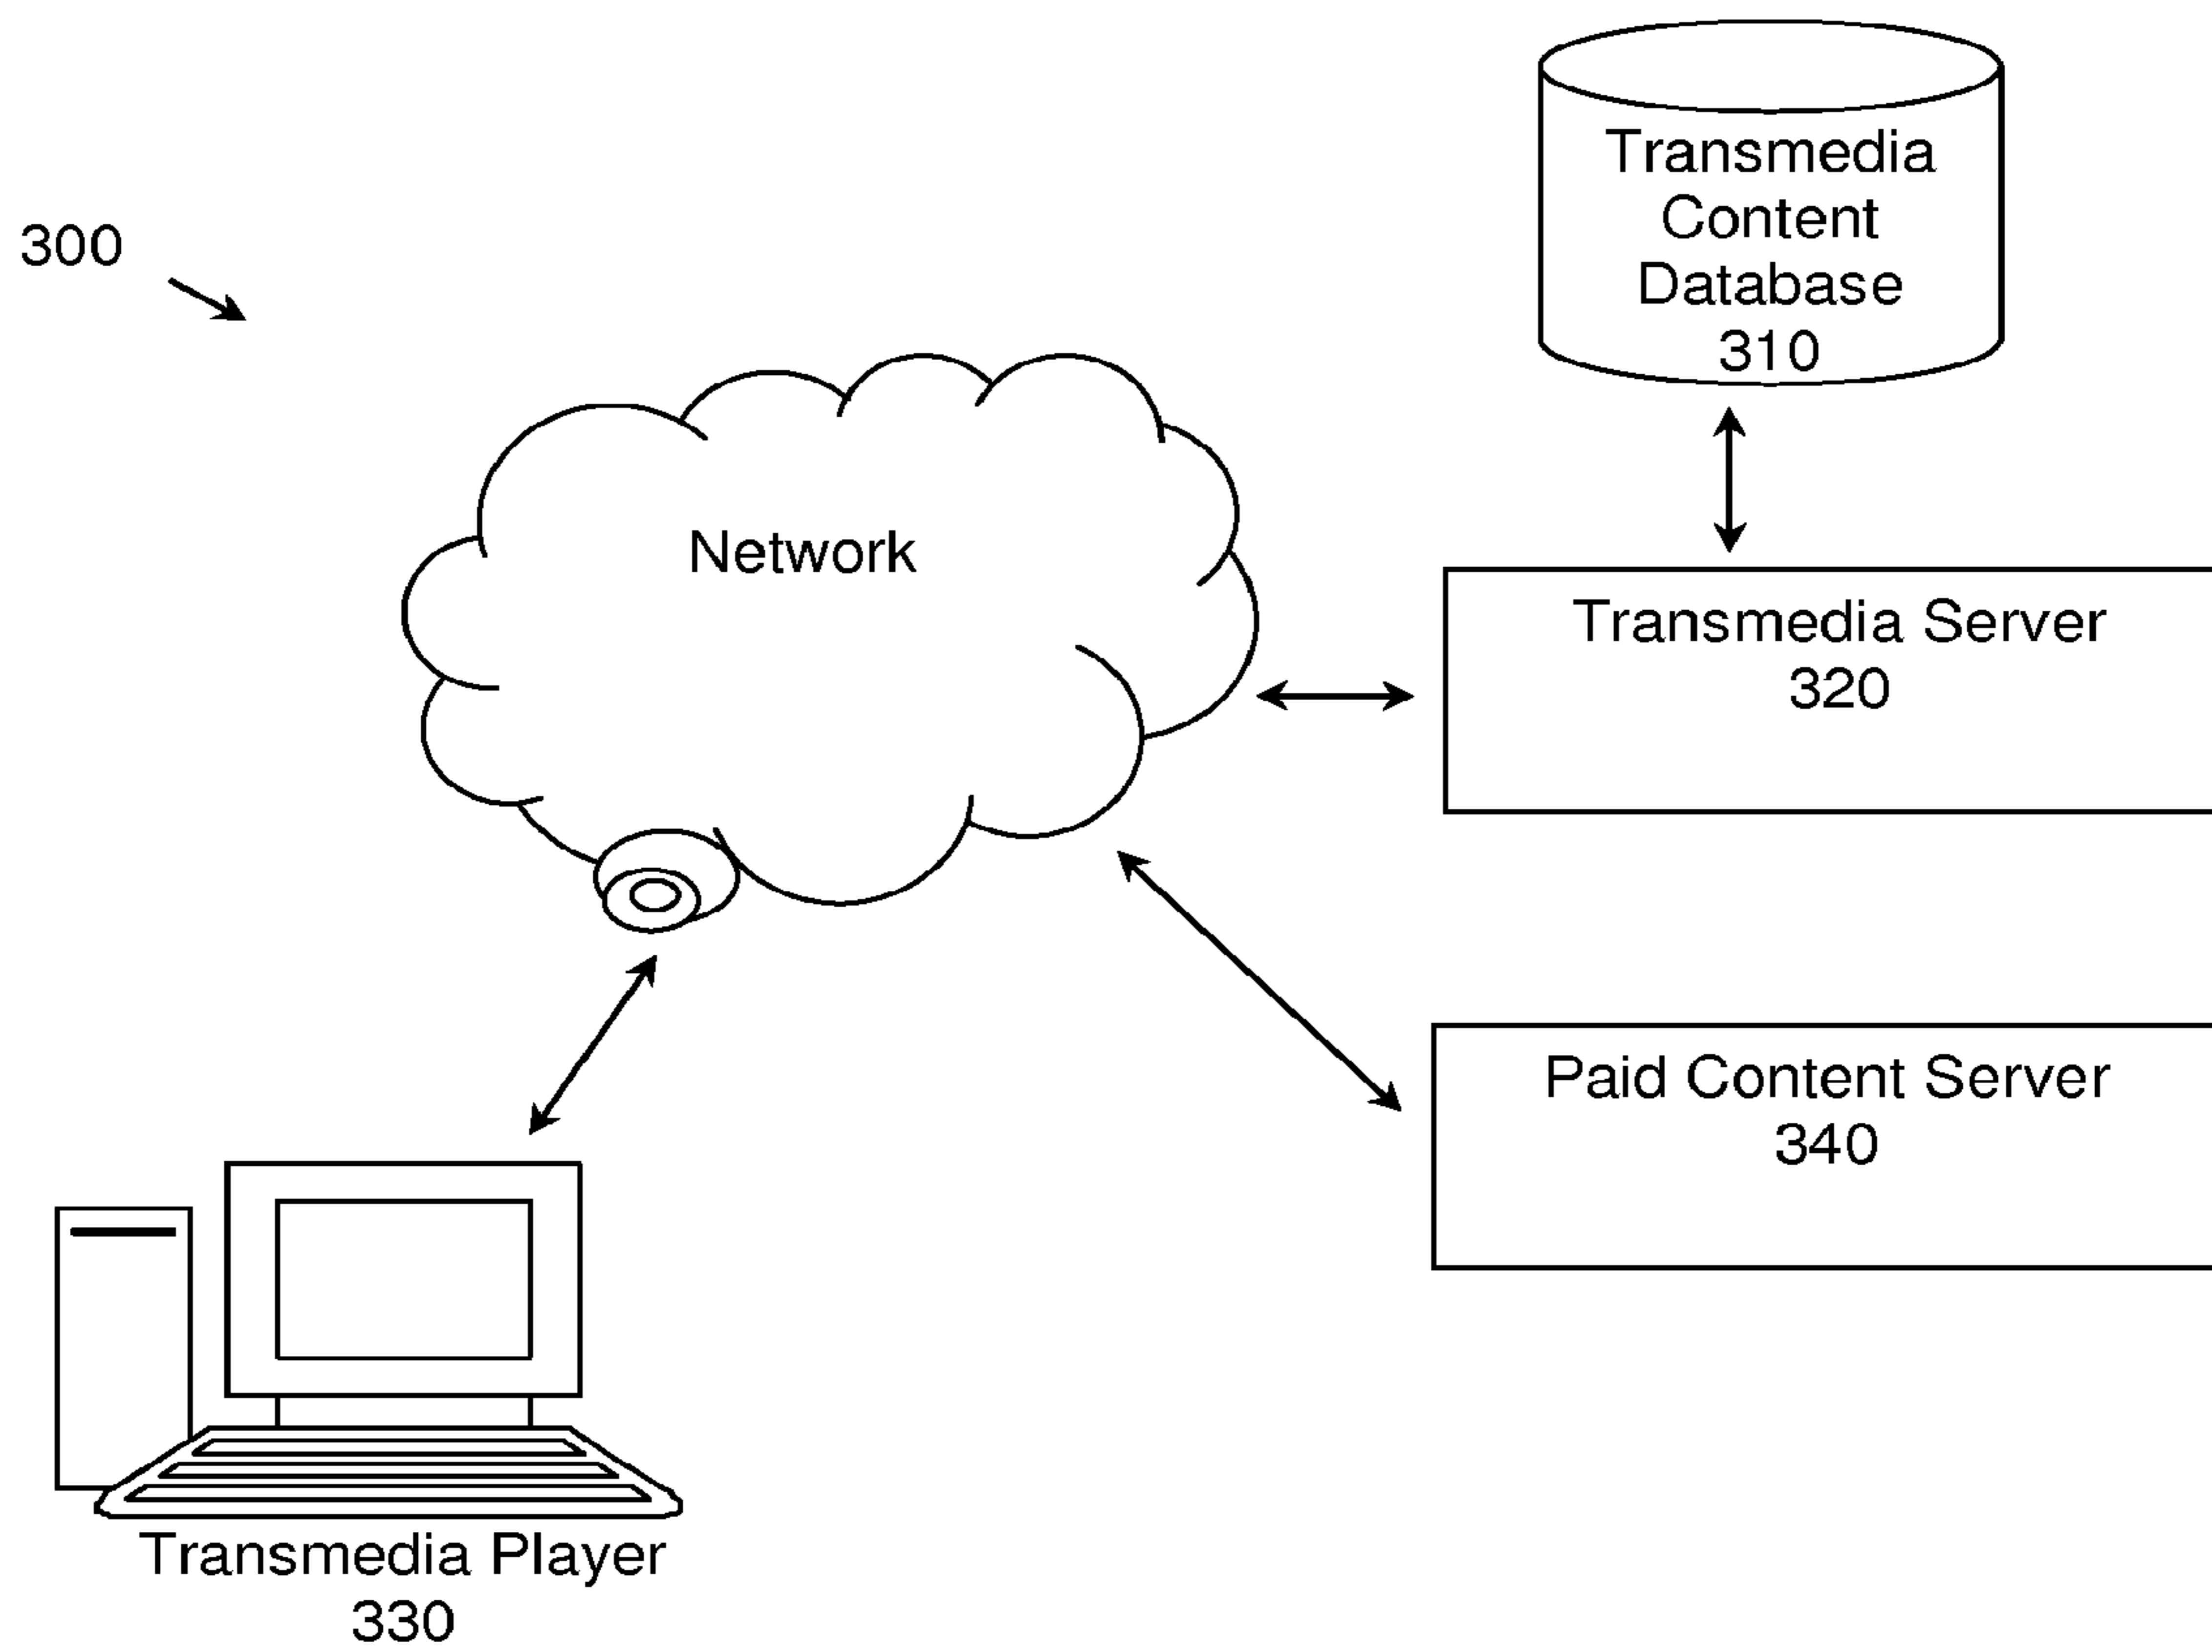 300
Transmedia
Content
Database
310
Network
Transmedia Server
320
Paid Content Server
340
Transmedia Player
330